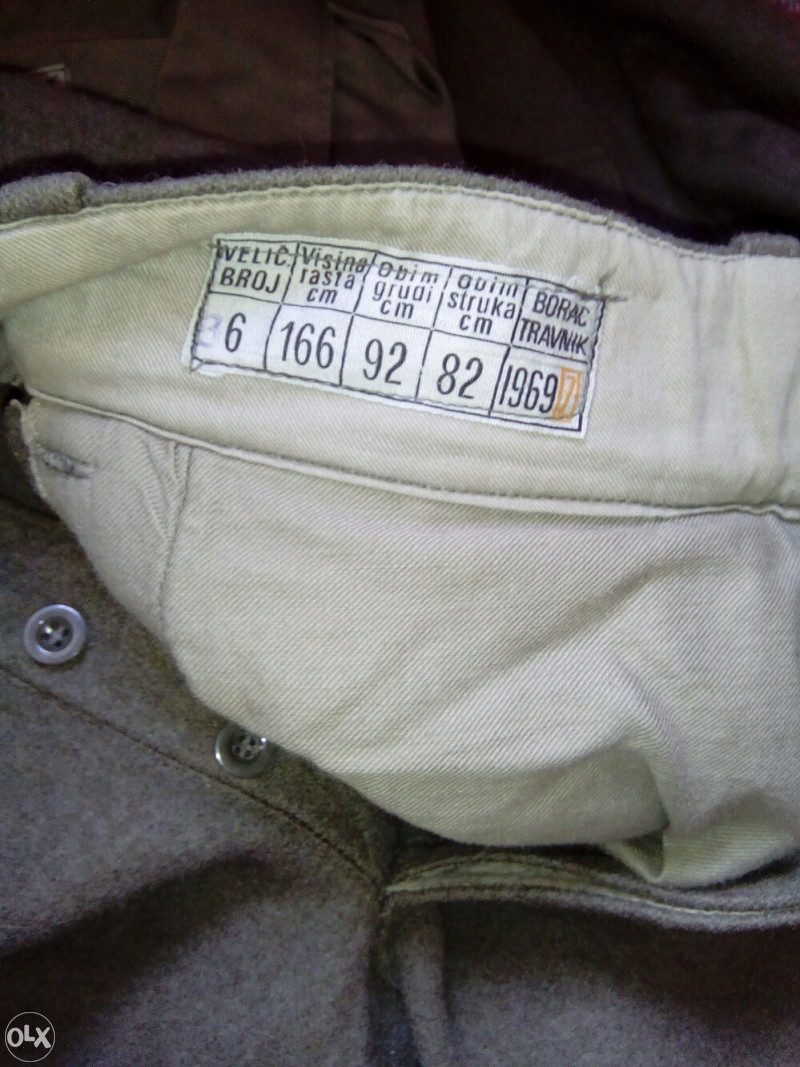 VELIČ. BROJ
Visina rasta cm
Obim grudi cm
Obim struka cm
BORAC TRAVNIK
6
166
92
82
1969
OLX